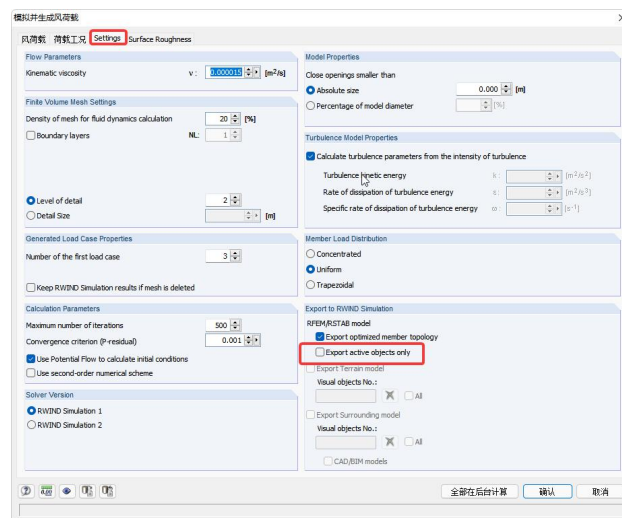 模拟并生成风荷载
风荷载 荷载工况 Settings Surface Roughness
Flow Parameters
Kinematic viscosity ν : 0.000015 [m²/s]
Finite Volume Mesh Settings
Density of mesh for fluid dynamics calculation 20 [%]
Boundary layers NL: 1
Level of detail 2
Detail Size [m]
Generated Load Case Properties
Number of the first load case 3
Keep RWIND Simulation results if mesh is deleted
Calculation Parameters
Maximum number of iterations 500
Convergence criterion (P-residual) 0.001
Use Potential Flow to calculate initial conditions
Use second-order numerical scheme
Solver Version
RWIND Simulation 1
RWIND Simulation 2
Model Properties
Close openings smaller than
Absolute size 0.000 [m]
Percentage of model diameter [%]
Turbulence Model Properties
Calculate turbulence parameters from the intensity of turbulence
Turbulence kinetic energy k : [m²/s²]
Rate of dissipation of turbulence energy ε : [m²/s³]
Specific rate of dissipation of turbulence energy ω : [s⁻¹]
Member Load Distribution
Concentrated
Uniform
Trapezoidal
Export to RWIND Simulation
RFEM/RSTAB model
Export optimized member topology
Export active objects only
Export Terrain model
Visual objects No.:
All
Export Surrounding model
Visual objects No.:
All
CAD/BIM models
0.00
全部在后台计算 确认 取消